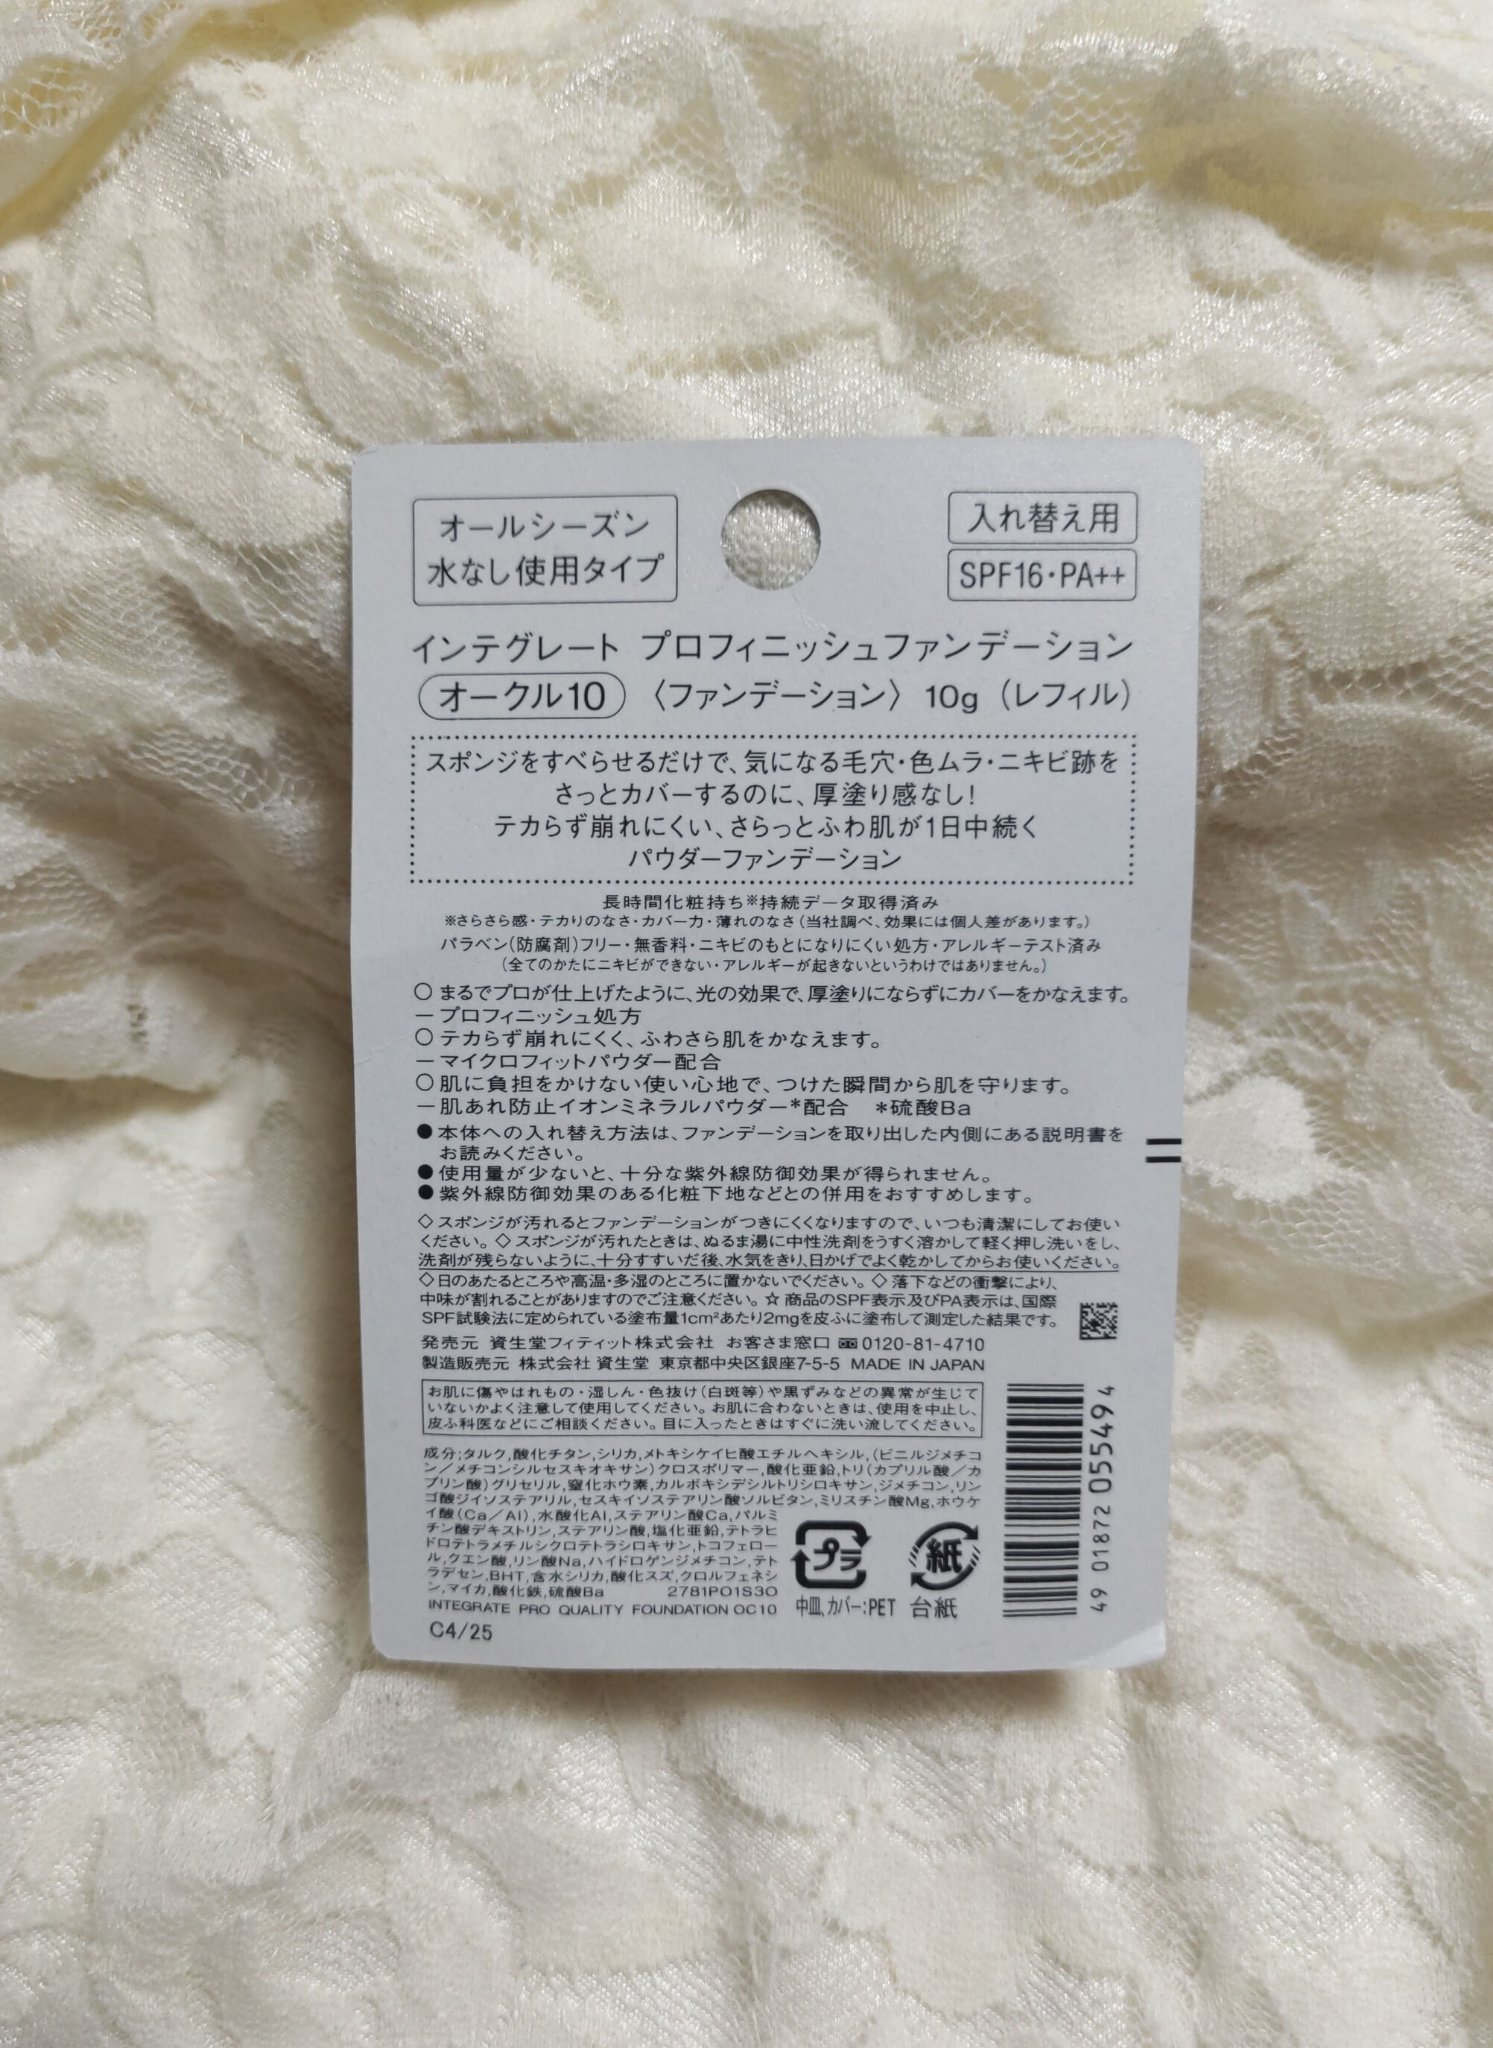 オールシーズン
水なし使用タイプ
入れ替え用
SPF16・PA++
インテグレート プロフィニッシュファンデーション
オークル10 〈ファンデーション〉 10g（レフィル）
スポンジをすべらせるだけで、気になる毛穴・色ムラ・ニキビ跡を
さっとカバーするのに、厚塗り感なし！
テカらず崩れにくい、さらっとふわ肌が1日中続く
パウダーファンデーション
長時間化粧持ち※持続データ取得済み
※さらさら感・テカりのなさ・カバー力・薄れのなさ（当社調べ、効果には個人差があります。）
パラベン（防腐剤）フリー・無香料・ニキビのもとになりにくい処方・アレルギーテスト済み
（全てのかたにニキビができない・アレルギーが起きないというわけではありません。）
○ まるでプロが仕上げたように、光の効果で、厚塗りにならずにカバーをかなえます。
－プロフィニッシュ処方
○ テカらず崩れにくく、ふわさら肌をかなえます。
－マイクロフィットパウダー配合
○ 肌に負担をかけない使い心地で、つけた瞬間から肌を守ります。
－肌あれ防止イオンミネラルパウダー*配合　*硫酸Ba
● 本体への入れ替え方法は、ファンデーションを取り出した内側にある説明書を
お読みください。
● 使用量が少ないと、十分な紫外線防御効果が得られません。
● 紫外線防御効果のある化粧下地などとの併用をおすすめします。
◇ スポンジが汚れるとファンデーションがつきにくくなりますので、いつも清潔にしてお使い
ください。◇ スポンジが汚れたときは、ぬるま湯に中性洗剤をうすく溶かして軽く押し洗いをし、
洗剤が残らないように、十分すすいだ後、水気をきり、日かげでよく乾かしてからお使いください。
◇ 日のあたるところや高温・多湿のところに置かないでください。◇ 落下などの衝撃により、
中味が割れることがありますのでご注意ください。☆ 商品のSPF表示及びPA表示は、国際
SPF試験法に定められている塗布量1cm²あたり2mgを皮ふに塗布して測定した結果です。
発売元 資生堂フィティット株式会社 お客さま窓口 0120-81-4710
製造販売元 株式会社 資生堂 東京都中央区銀座7-5-5 MADE IN JAPAN
お肌に傷やはれもの・湿しん・色抜け（白斑等）や黒ずみなどの異常が生じて
いないかよく注意して使用してください。お肌に合わないときは、使用を中止し、
皮ふ科医などにご相談ください。目に入ったときはすぐに洗い流してください。
成分；タルク,酸化チタン,シリカ,メトキシケイヒ酸エチルヘキシル,（ビニルジメチコ
ン／メチコンシルセスキオキサン）クロスポリマー,酸化亜鉛,トリ（カプリル酸／カ
プリン酸）グリセリル,窒化ホウ素,カルボキシデシルトリシロキサン,ジメチコン,リン
ゴ酸ジイソステアリル,セスキイソステアリン酸ソルビタン,ミリスチン酸Mg,ホウケ
イ酸（Ca／Al）,水酸化Al,ステアリン酸Ca,パルミ
チン酸デキストリン,ステアリン酸,塩化亜鉛,テトラヒ
ドロテトラメチルシクロテトラシロキサン,トコフェロー
ル,クエン酸,リン酸Na,ハイドロゲンジメチコン,テト
ラデセン,BHT,含水シリカ,酸化スズ,クロルフェネシ
ン,マイカ,酸化鉄,硫酸Ba 2781PO1S3O
INTEGRATE PRO QUALITY FOUNDATION OC10
C4/25
プラ
中皿、カバー：PET
紙
台紙
49 01872 055494